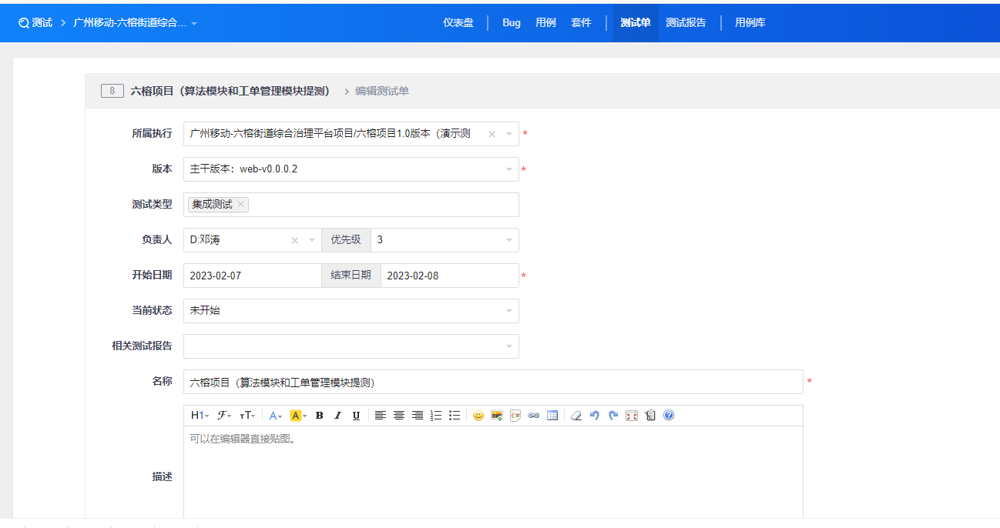 测试 广州移动-六榕街道综合... 仪表盘 Bug 用例 套件 测试单 测试报告 用例库
8 六榕项目（算法模块和工单管理模块提测） 编辑测试单
所属执行 广州移动-六榕街道综合治理平台项目/六榕项目1.0版本（演示测 *
版本 主干版本：web-v0.0.0.2 *
测试类型 集成测试
负责人 D:邓涛 优先级 3
开始日期 2023-02-07 结束日期 2023-02-08 *
当前状态 未开始
相关测试报告
名称 六榕项目（算法模块和工单管理模块提测） *
H1 F TT A A B I U C#
可以在编辑器直接贴图。
描述